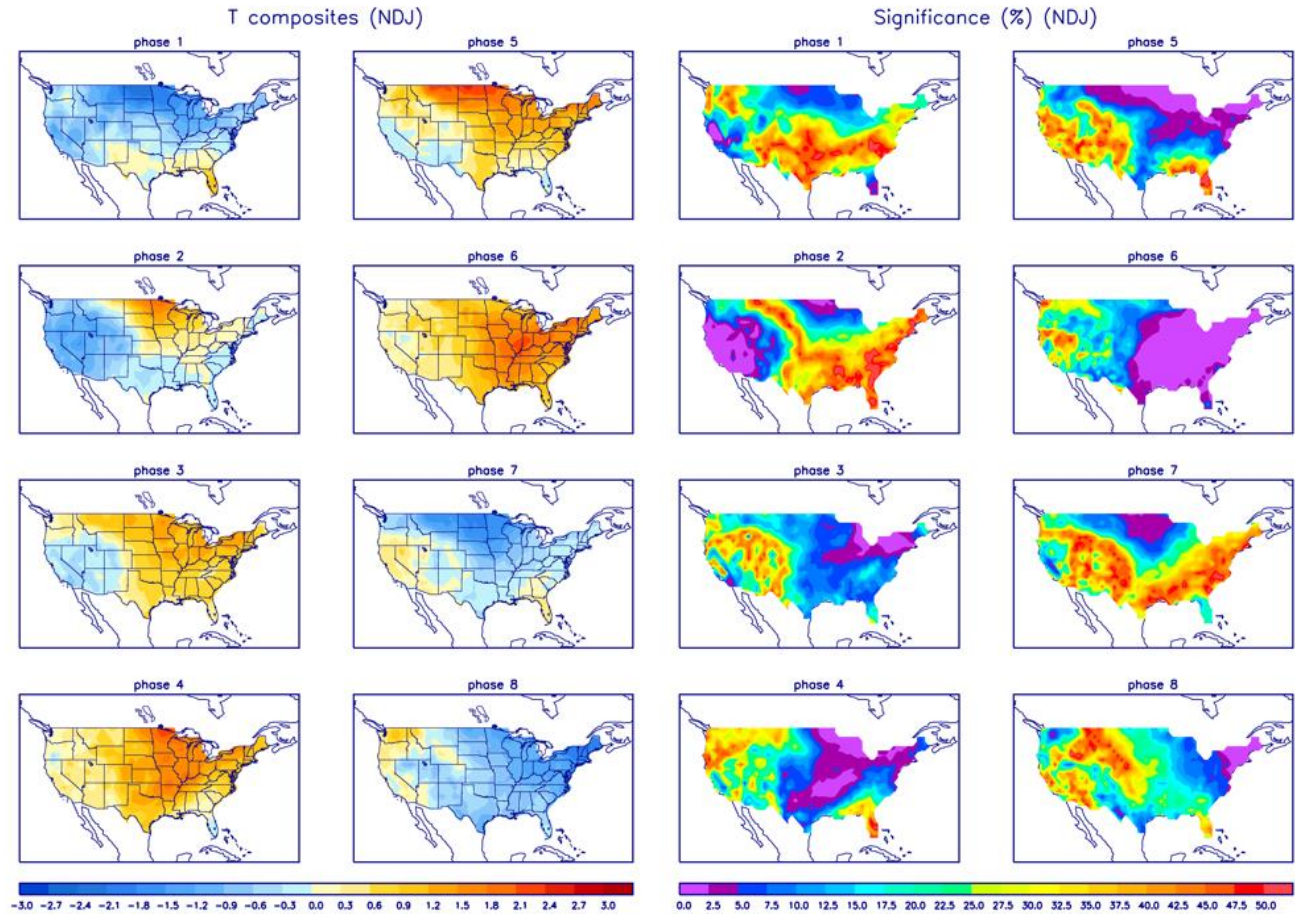 T composites (NDJ)
Significance (%) (NDJ)
phase 1
phase 5
phase 1
phase 5
phase 2
phase 6
phase 2
phase 6
phase 3
phase 7
phase 3
phase 7
phase 4
phase 8
phase 4
phase 8
-3.0 -2.7 -2.4 -2.1 -1.8 -1.5 -1.2 -0.9 -0.6 -0.3 0.0 0.3 0.6 0.9 1.2 1.5 1.8 2.1 2.4 2.7 3.0
0.0 2.5 5.0 7.5 10.0 12.5 15.0 17.5 20.0 22.5 25.0 27.5 30.0 32.5 35.0 37.5 40.0 42.5 45.0 47.5 50.0